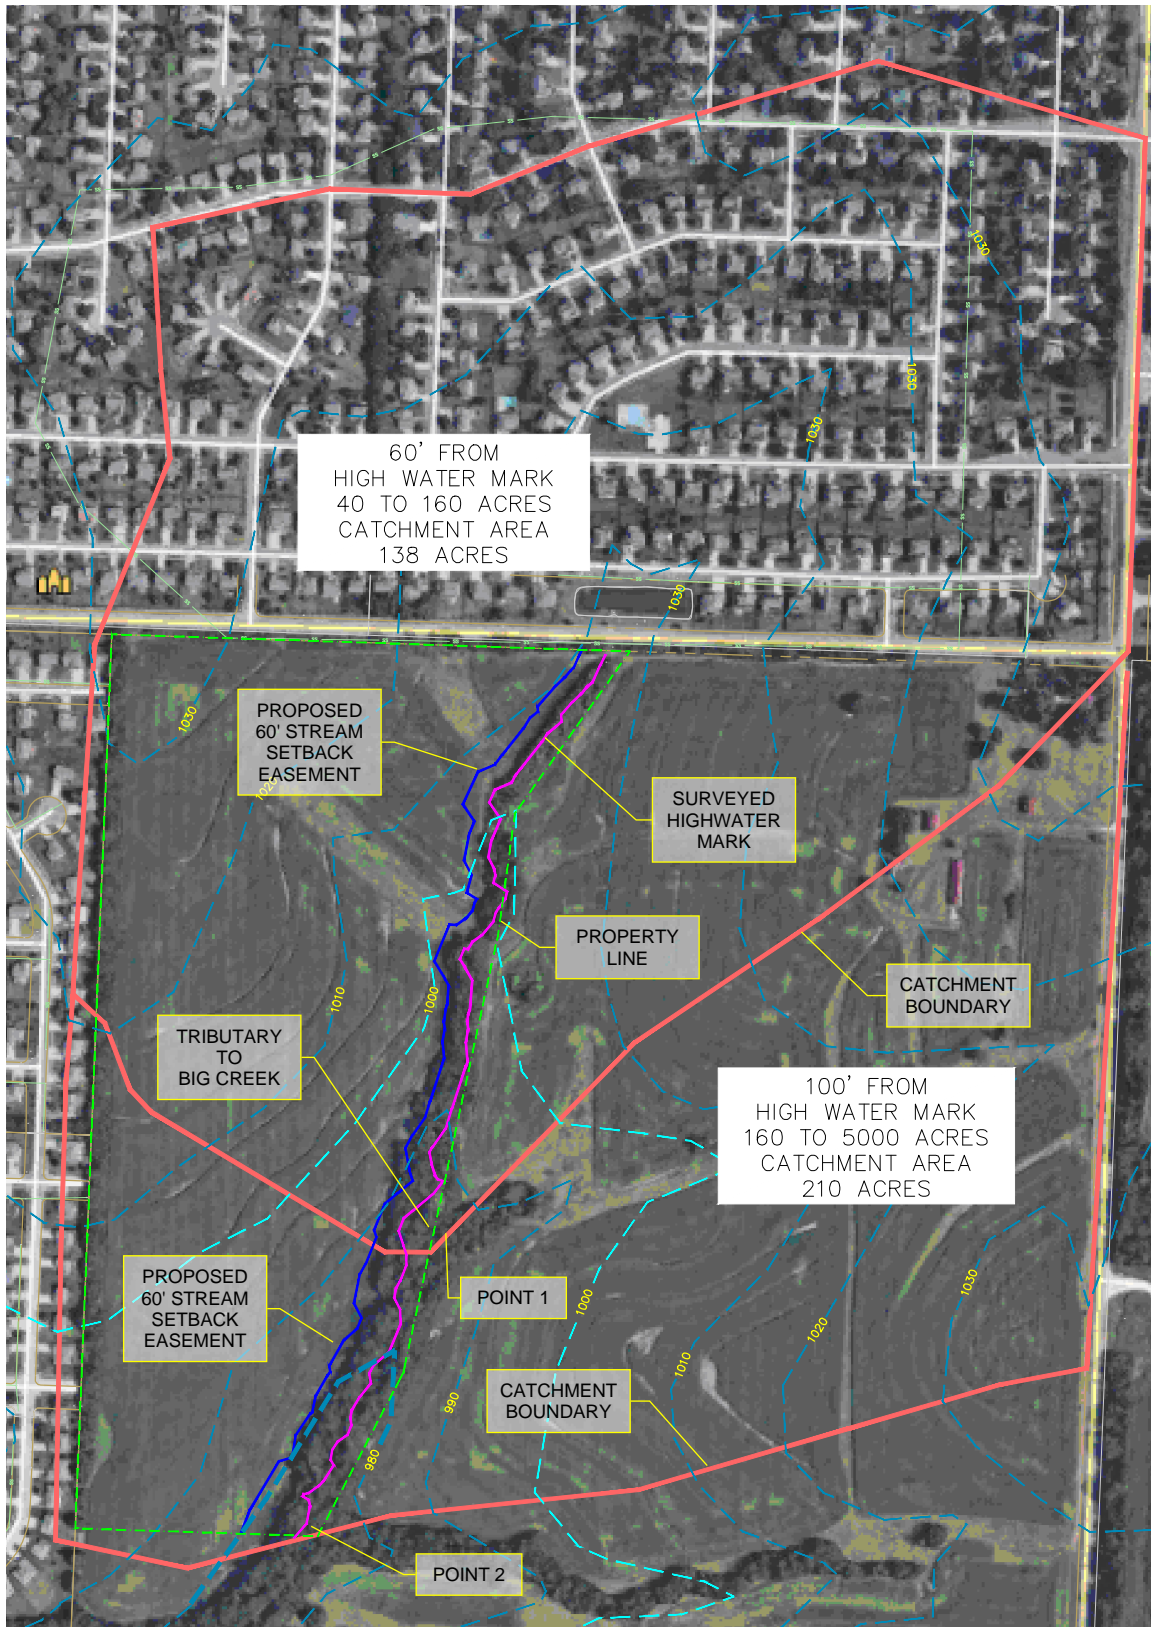 1030
1030
1030
60' FROM
HIGH WATER MARK
40 TO 160 ACRES
CATCHMENT AREA
138 ACRES
1030
1030
PROPOSED
60' STREAM
SETBACK
EASEMENT
1020
SURVEYED
HIGHWATER
MARK
PROPERTY
LINE
CATCHMENT
BOUNDARY
1010
1000
TRIBUTARY
TO
BIG CREEK
100' FROM
HIGH WATER MARK
160 TO 5000 ACRES
CATCHMENT AREA
210 ACRES
PROPOSED
60' STREAM
SETBACK
EASEMENT
POINT 1
1000
1030
1020
1010
990
CATCHMENT
BOUNDARY
980
POINT 2